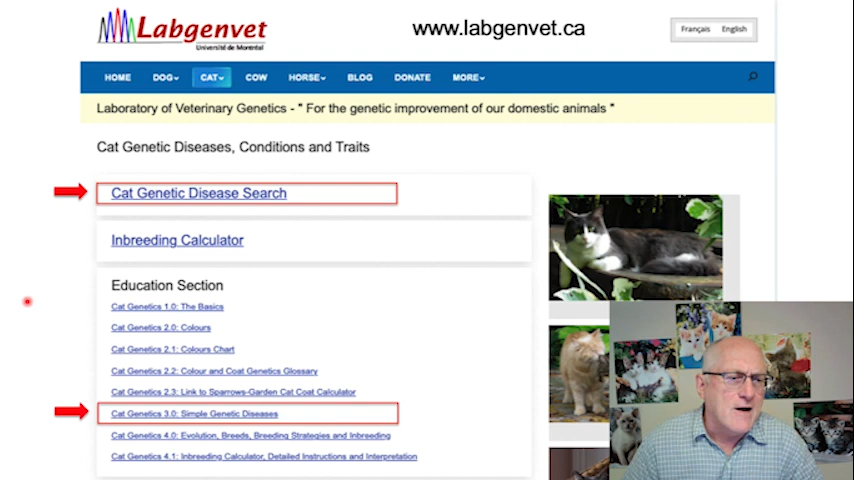 Labgenvet
Université de Montréal
www.labgenvet.ca
Français English
HOME DOG CAT COW HORSE BLOG DONATE MORE
Laboratory of Veterinary Genetics - " For the genetic improvement of our domestic animals "
Cat Genetic Diseases, Conditions and Traits
Cat Genetic Disease Search
Inbreeding Calculator
Education Section
Cat Genetics 1.0: The Basics
Cat Genetics 2.0: Colours
Cat Genetics 2.1: Colours Chart
Cat Genetics 2.2: Colour and Coat Genetics Glossary
Cat Genetics 2.3: Link to Sparrows-Garden Cat Coat Calculator
Cat Genetics 3.0: Simple Genetic Diseases
Cat Genetics 4.0: Evolution, Breeds, Breeding Strategies and Inbreeding
Cat Genetics 4.1: Inbreeding Calculator, Detailed Instructions and Interpretation